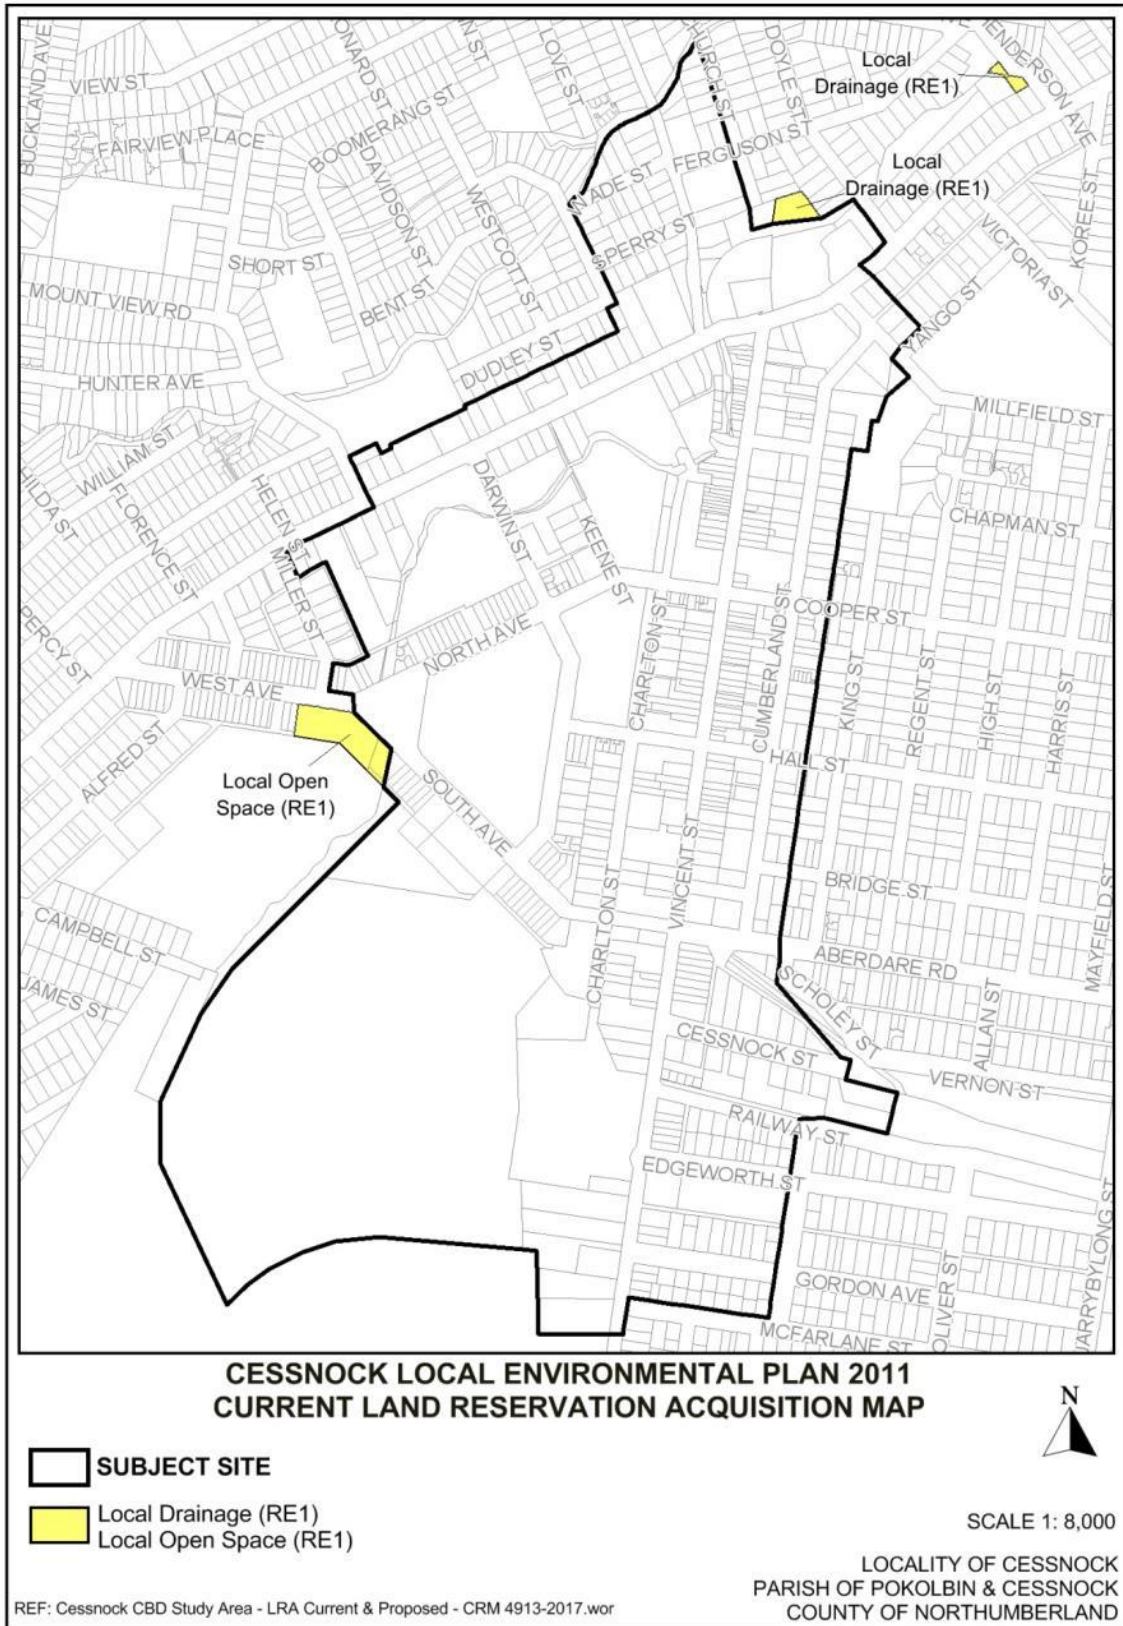 BUCKLAND AVE
VIEW ST
FAIRVIEW PLACE
BOOMERANG ST
DAVIDSON ST
LOVE ST
WESTCOTT ST
CHURCH ST
DOYLE ST
HENDERSON AVE
Local
Drainage (RE1)
FERGUSON ST
WADE ST
Local
Drainage (RE1)
SPERRY ST
KOREE ST
VICTORIA ST
YANGO ST
SHORT ST
BENT ST
MOUNT VIEW RD
DUDLEY ST
HUNTER AVE
MILLFIELD ST
WILLIAM ST
HELEN ST
FLORENCE ST
MILLER ST
DARWIN ST
KEENE ST
CHAPMAN ST
COOPER ST
PERCY ST
NORTH AVE
WEST AVE
CHARLTON ST
CUMBERLAND ST
KING ST
REGENT ST
HIGH ST
HARRIS ST
ALFRED ST
HALL ST
Local Open
Space (RE1)
SOUTH AVE
VINCENT ST
BRIDGE ST
MAYFIELD ST
CAMPBELL ST
JAMES ST
CHARLTON ST
ABERDARE RD
SCHOLEY ST
ALLAN ST
CESSNOCK ST
VERNON ST
RAILWAY ST
EDGEWORTH ST
GORDON AVE
OLIVER ST
MCFARLANE ST
CESSNOCK LOCAL ENVIRONMENTAL PLAN 2011
CURRENT LAND RESERVATION ACQUISITION MAP
N
SUBJECT SITE
Local Drainage (RE1)
Local Open Space (RE1)
SCALE 1: 8,000
LOCALITY OF CESSNOCK
PARISH OF POKOLBIN & CESSNOCK
COUNTY OF NORTHUMBERLAND
REF: Cessnock CBD Study Area - LRA Current & Proposed - CRM 4913-2017.wor